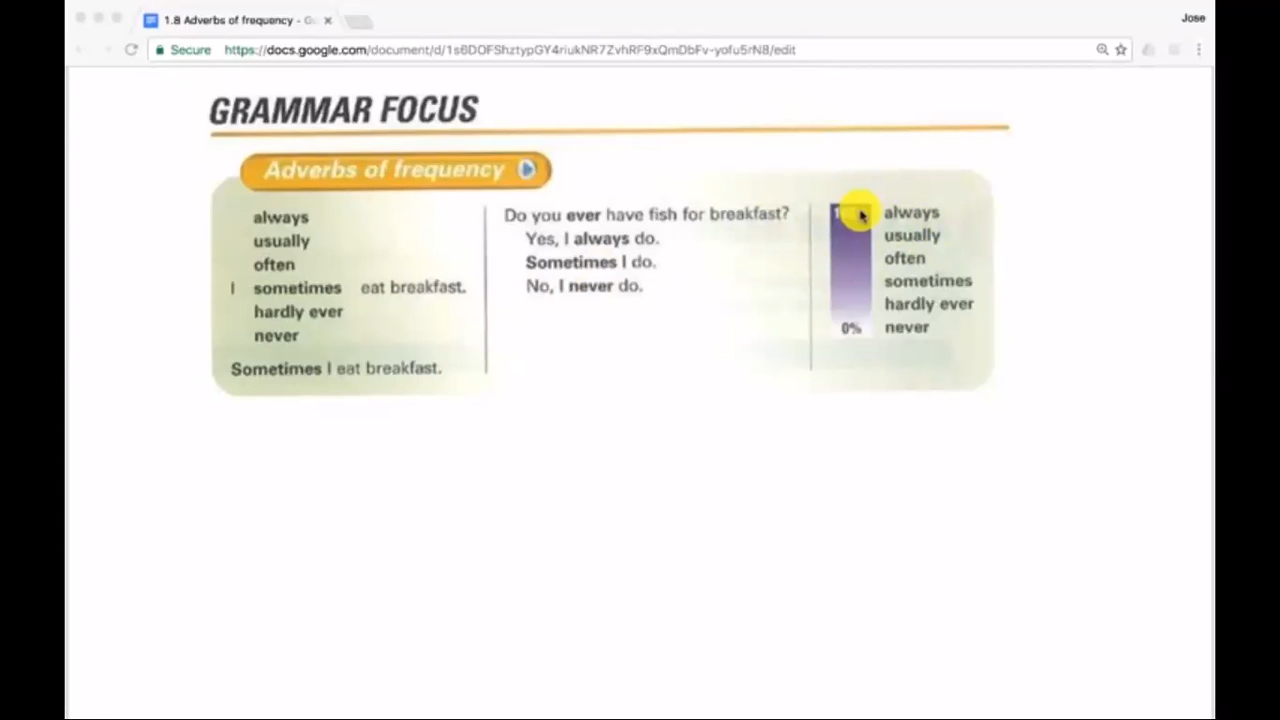 1.8 Adverbs of frequency - G
Jose
Secure https://docs.google.com/document/d/1s6DOFShztypGY4riukNR7ZvhRF9xQmDbFv-yofu5rN8/edit
GRAMMAR FOCUS
Adverbs of frequency
always
usually
often
I sometimes eat breakfast.
hardly ever
never
Sometimes I eat breakfast.
Do you ever have fish for breakfast?
Yes, I always do.
Sometimes I do.
No, I never do.
always
usually
often
sometimes
hardly ever
0% never